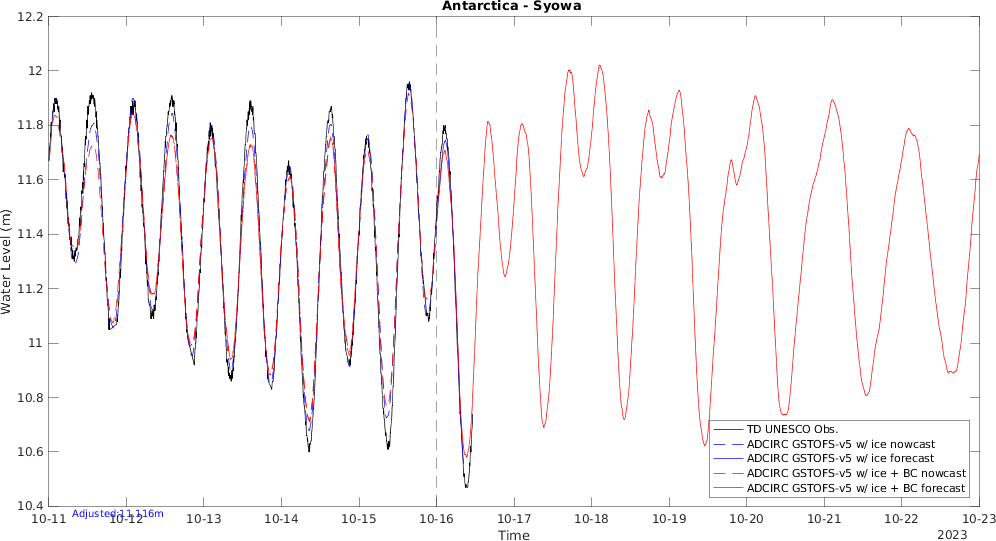 Antarctica - Syowa
12.2
12
11.8
11.6
11.4
11.2
11
10.8
10.6
10.4
Water Level (m)
TD UNESCO Obs.
ADCIRC GSTOFS-v5 w/ ice nowcast
ADCIRC GSTOFS-v5 w/ ice forecast
ADCIRC GSTOFS-v5 w/ ice + BC nowcast
ADCIRC GSTOFS-v5 w/ ice + BC forecast
Adjusted:11.116m
10-11 10-12 10-13 10-14 10-15 10-16 10-17 10-18 10-19 10-20 10-21 10-22 10-23
Time
2023